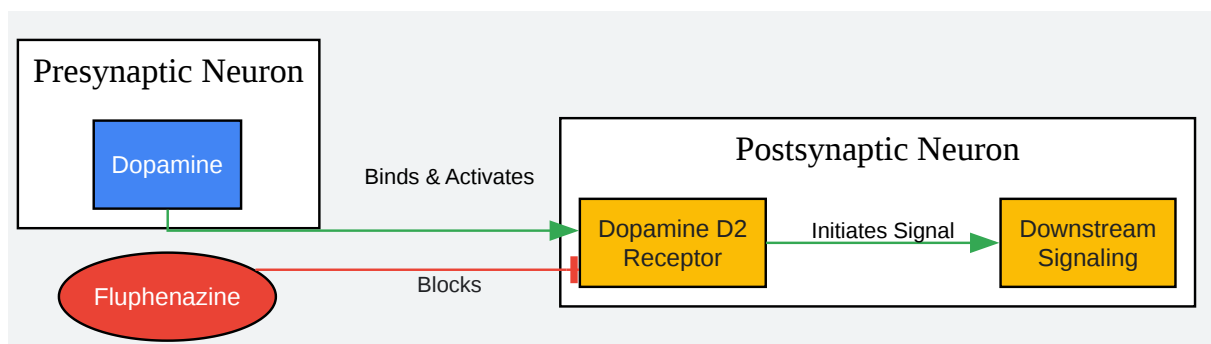 Presynaptic Neuron
Dopamine
Binds & Activates
Postsynaptic Neuron
Dopamine D2
Receptor
Initiates Signal
Downstream
Signaling
Fluphenazine
Blocks